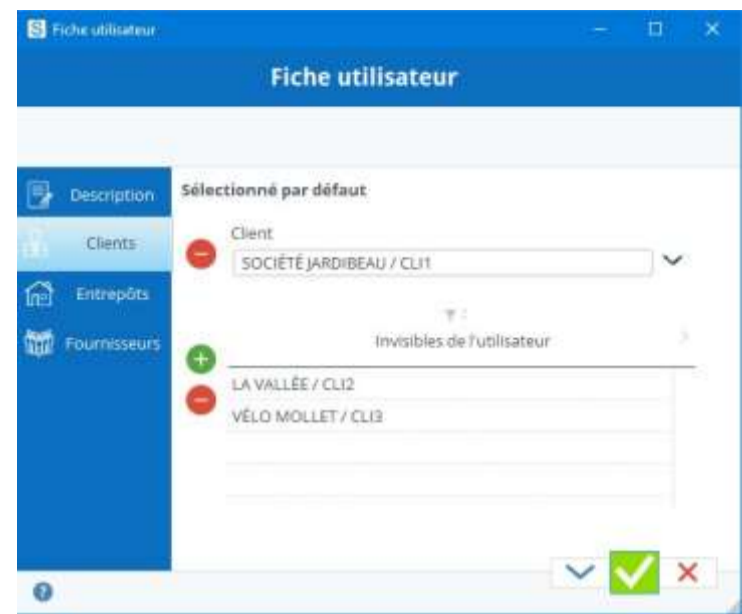 Fiche utilisateur
Fiche utilisateur
Description
Clients
Entrepôts
Fournisseurs
Sélectionné par défaut
Client
SOCIÉTÉ JARDIBEAU / CLI1
Invisibles de l'utilisateur
LA VALLÉE / CLI2
VÉLO MOLLET / CLI3